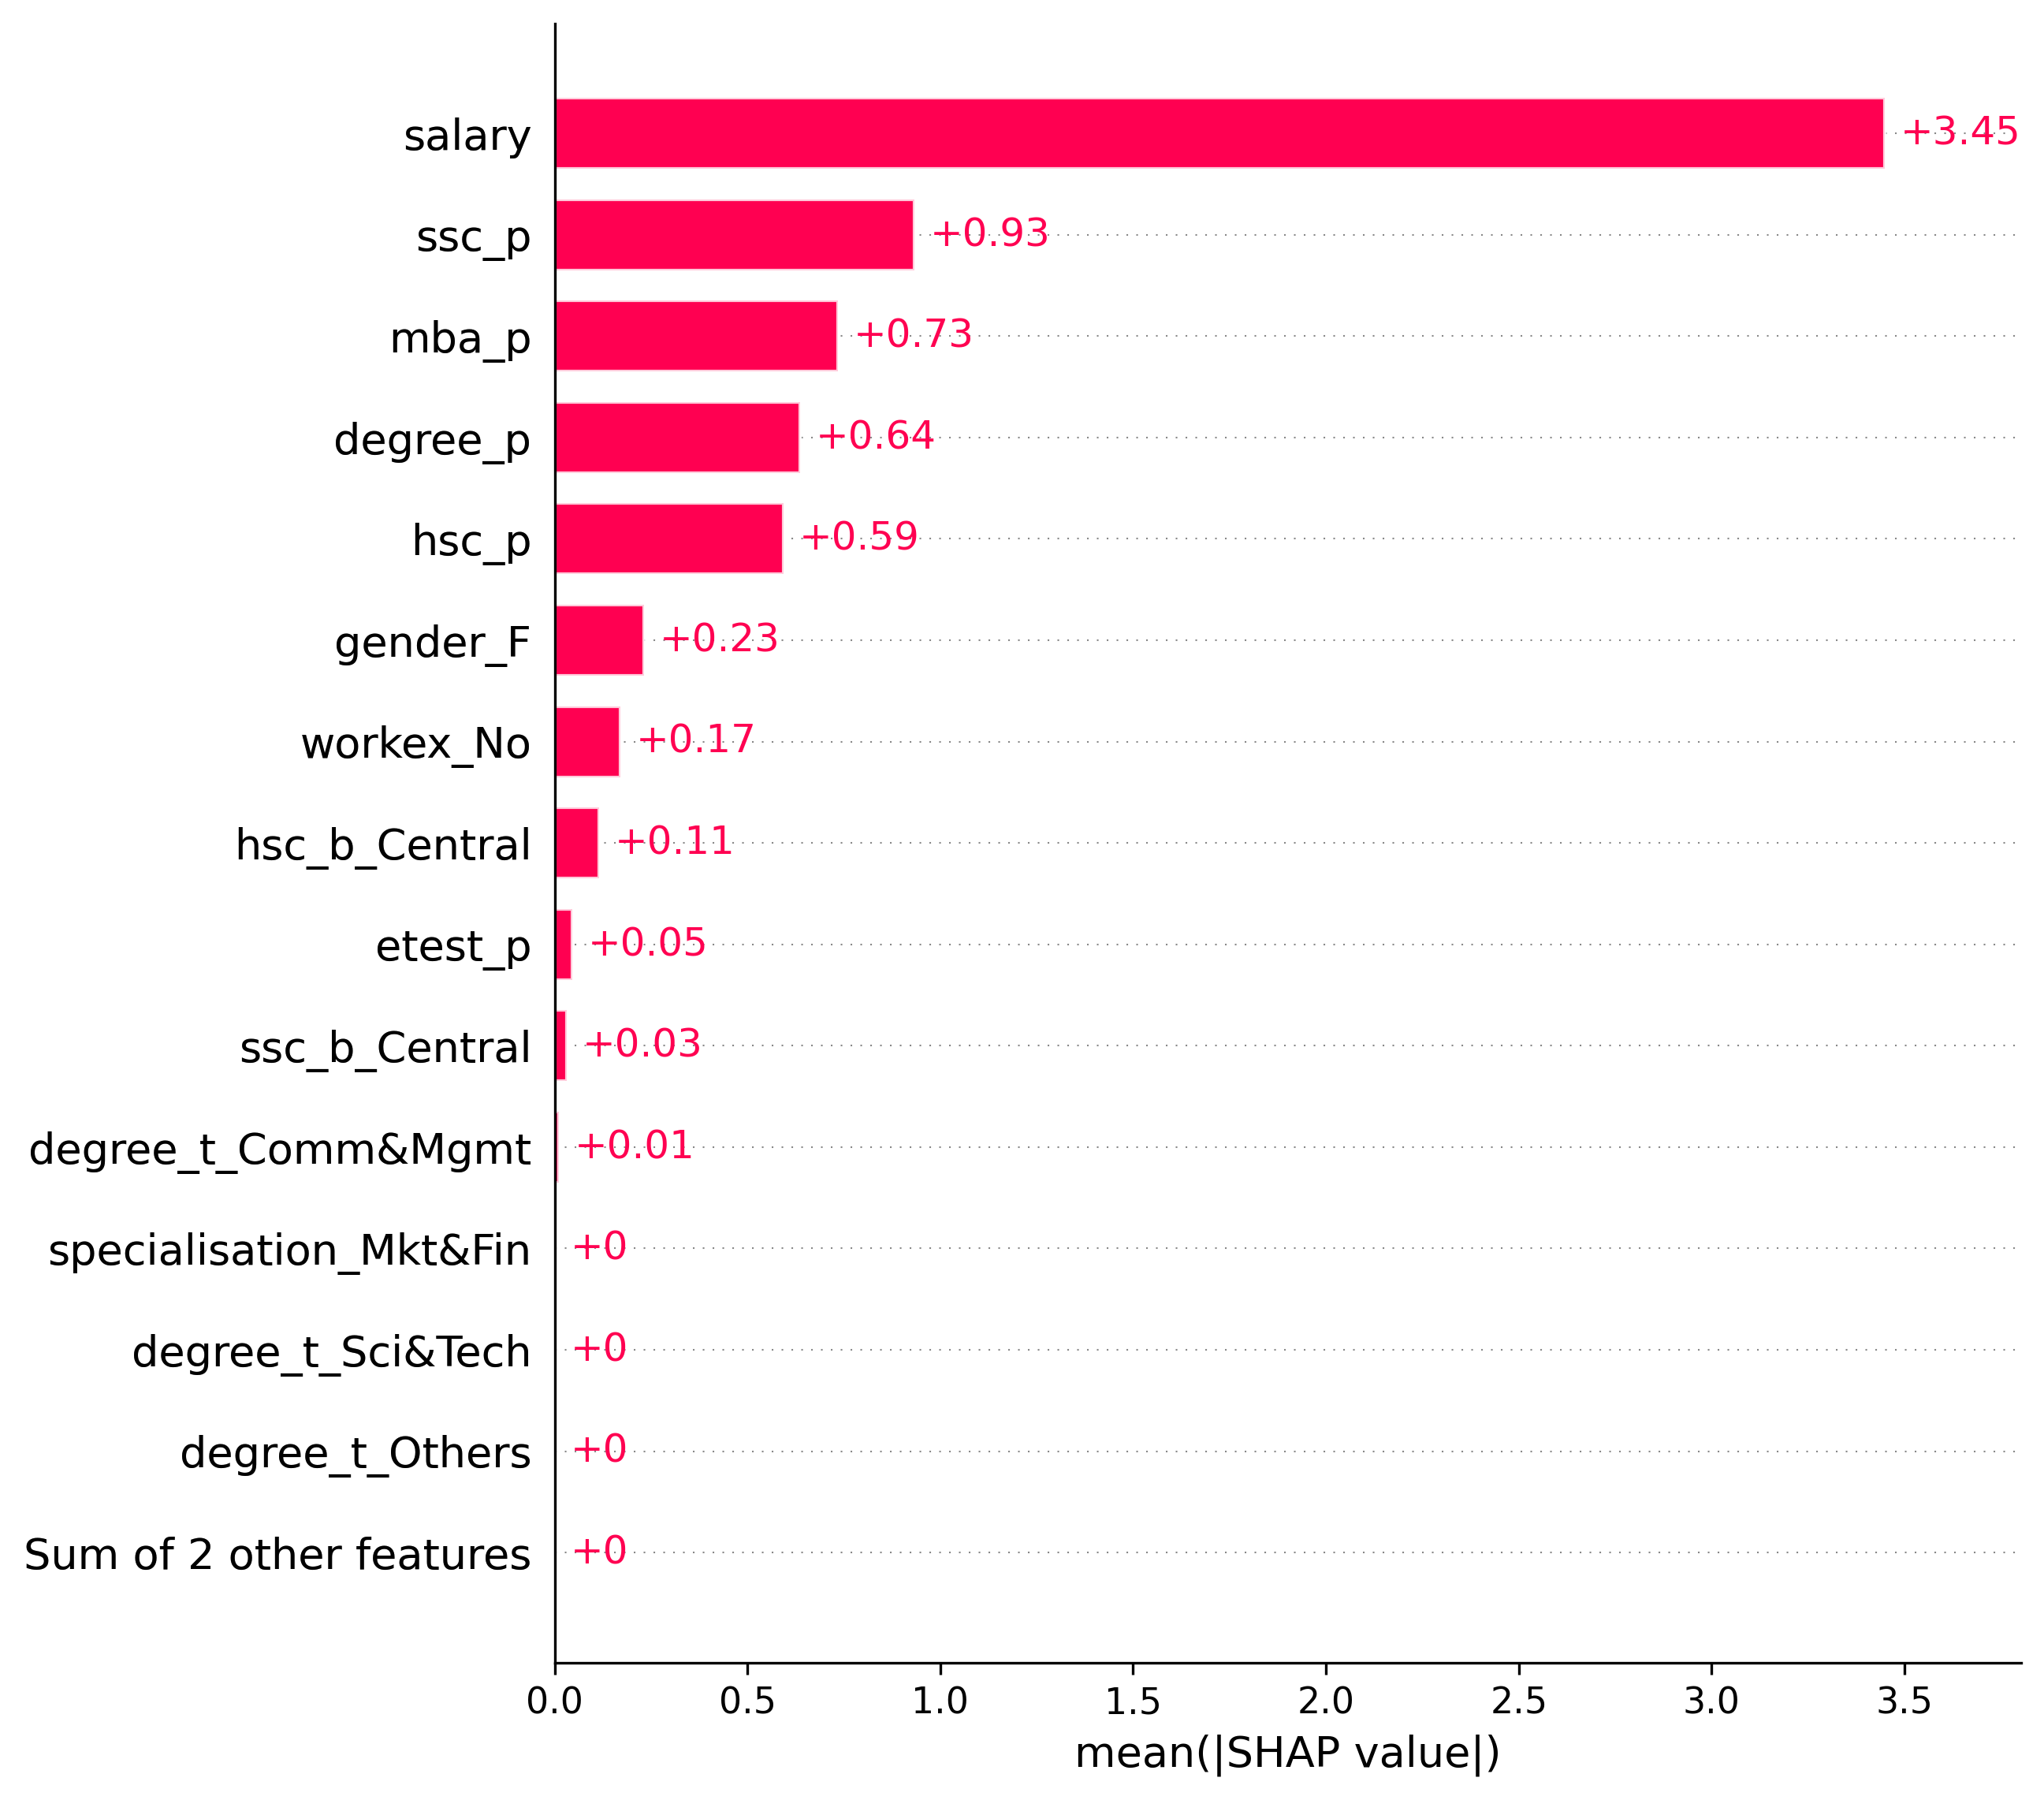 salary +3.45
ssc_p +0.93
mba_p +0.73
degree_p +0.64
hsc_p +0.59
gender_F +0.23
workex_No +0.17
hsc_b_Central +0.11
etest_p +0.05
ssc_b_Central +0.03
degree_t_Comm&Mgmt +0.01
specialisation_Mkt&Fin +0
degree_t_Sci&Tech +0
degree_t_Others +0
Sum of 2 other features +0
0.0 0.5 1.0 1.5 2.0 2.5 3.0 3.5
mean(|SHAP value|)